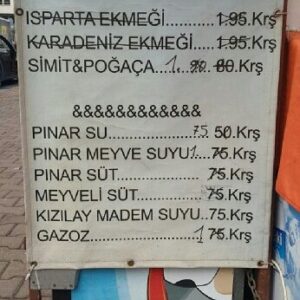 ISPARTA EKMEĞİ....1.95.Krş
KARADENİZ EKMEĞİ....1.95.Krş
SİMİT&POĞAÇA 1. 80.Krş
&&&&&&&&&&&&
PINAR SU..............75 50.Krş
PINAR MEYVE SUYU1 75.Krş
PINAR SÜT............ 75.Krş
MEYVELİ SÜT........75.Krş
KIZILAY MADEM SUYU..75.Krş
GAZOZ................1 75.Krş